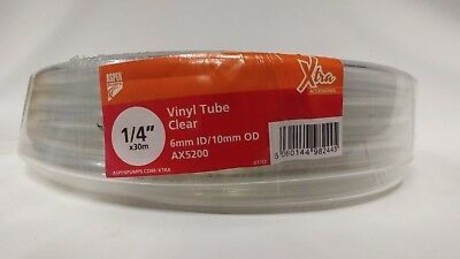 ASPEN
Xtra
ACCESSORIES
1/4"
x30m
Vinyl Tube
Clear
6mm ID/10mm OD
AX5200
5 060144 982445
ASPENPUMPS.COM/XTRA